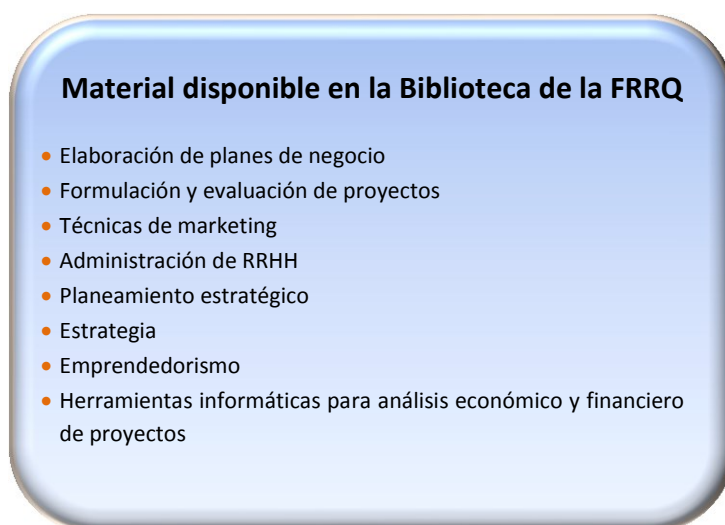 Material disponible en la Biblioteca de la FRRQ
• Elaboración de planes de negocio
• Formulación y evaluación de proyectos
• Técnicas de marketing
• Administración de RRHH
• Planeamiento estratégico
• Estrategia
• Emprendedorismo
• Herramientas informáticas para análisis económico y financiero
de proyectos